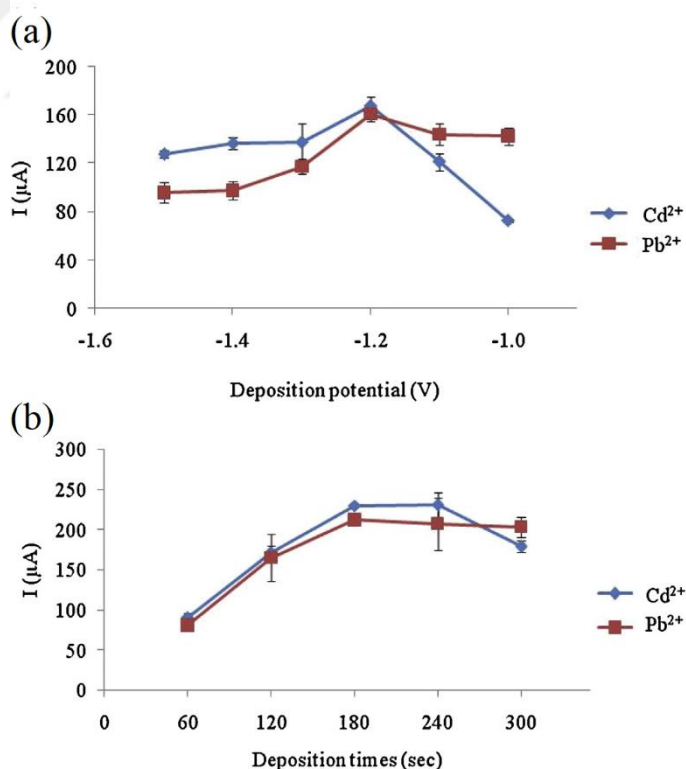 (a)
200
160
120
80
40
0
I (μA)
-1.6
-1.4
-1.2
-1.0
Deposition potential (V)
Cd²⁺
Pb²⁺
(b)
300
250
200
150
100
50
0
I (μA)
0
60
120
180
240
300
Deposition times (sec)
Cd²⁺
Pb²⁺